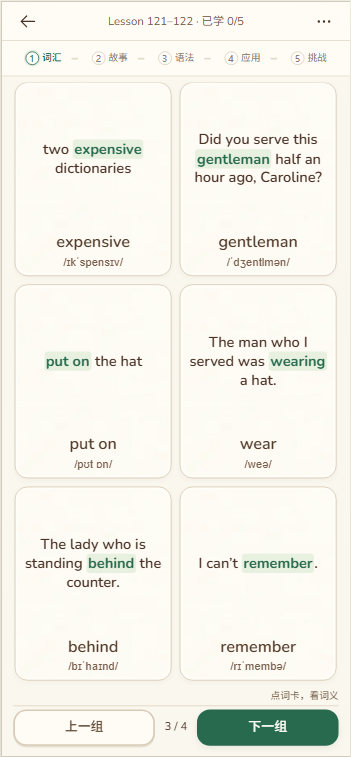 Lesson 121–122 · 已学 0/5
1 词汇 – 2 故事 – 3 语法 – 4 应用 – 5 挑战
two expensive
dictionaries
expensive
/ɪkˈspensɪv/
Did you serve this
gentleman half an
hour ago, Caroline?
gentleman
/ˈdʒentlmən/
put on the hat
put on
/pʊt ɒn/
The man who I
served was wearing
a hat.
wear
/weə/
The lady who is
standing behind the
counter.
behind
/bɪˈhaɪnd/
I can’t remember.
remember
/rɪˈmembə/
点词卡，看词义
上一组 3 / 4 下一组